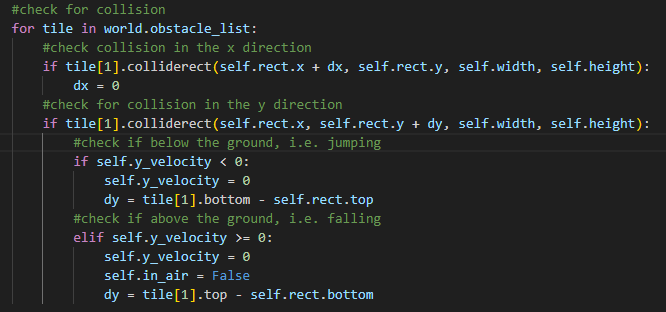 #check for collision
for tile in world.obstacle_list:
    #check collision in the x direction
    if tile[1].colliderect(self.rect.x + dx, self.rect.y, self.width, self.height):
        dx = 0
    #check for collision in the y direction
    if tile[1].colliderect(self.rect.x, self.rect.y + dy, self.width, self.height):
        #check if below the ground, i.e. jumping
        if self.y_velocity < 0:
            self.y_velocity = 0
            dy = tile[1].bottom - self.rect.top
        #check if above the ground, i.e. falling
        elif self.y_velocity >= 0:
            self.y_velocity = 0
            self.in_air = False
            dy = tile[1].top - self.rect.bottom